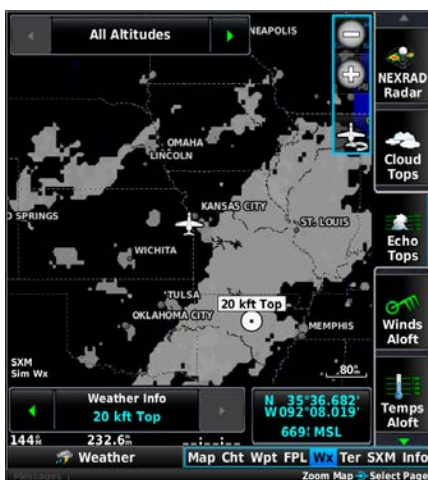 All Altitudes
NEAPOLIS
NEXRAD
Radar
Cloud
Tops
OMAHA
LINCOLN
SPRINGS
KANSAS CITY
ST. LOUIS
Echo
Tops
WICHITA
TULSA
20 kft Top
OKLAHOMA CITY
MEMPHIS
Winds
Aloft
SXM
Sim Wx
80
Weather Info
20 kft Top
N 35°36.682'
W092°08.019'
669 MSL
Temps
Aloft
144 232.6
Weather
Map Cht Wpt FPL Wx Ter SXM Info
Zoom Map Select Page